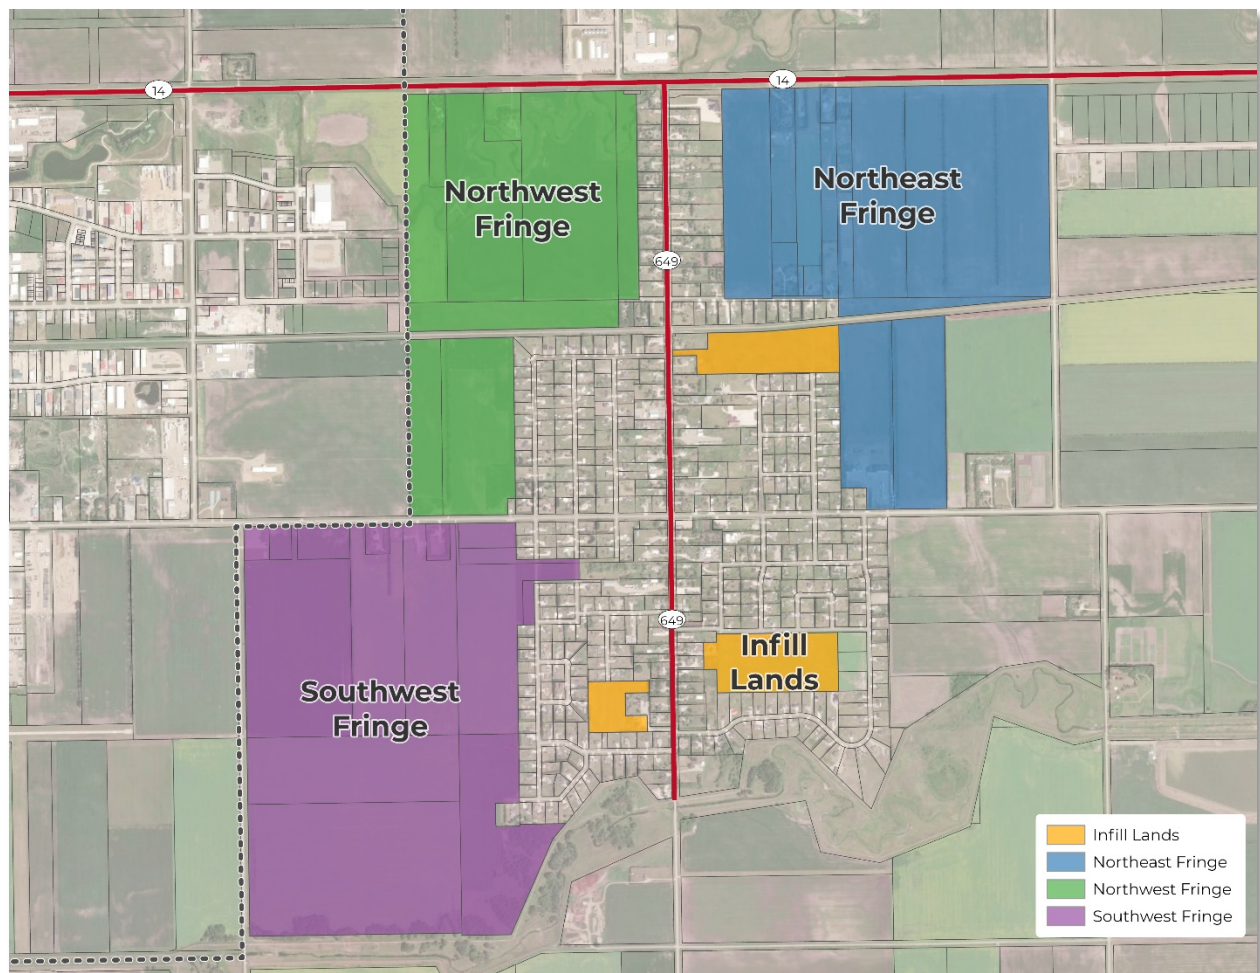 14
14
Northwest
Fringe
Northeast
Fringe
649
649
Infill
Lands
Southwest
Fringe
Infill Lands
Northeast Fringe
Northwest Fringe
Southwest Fringe